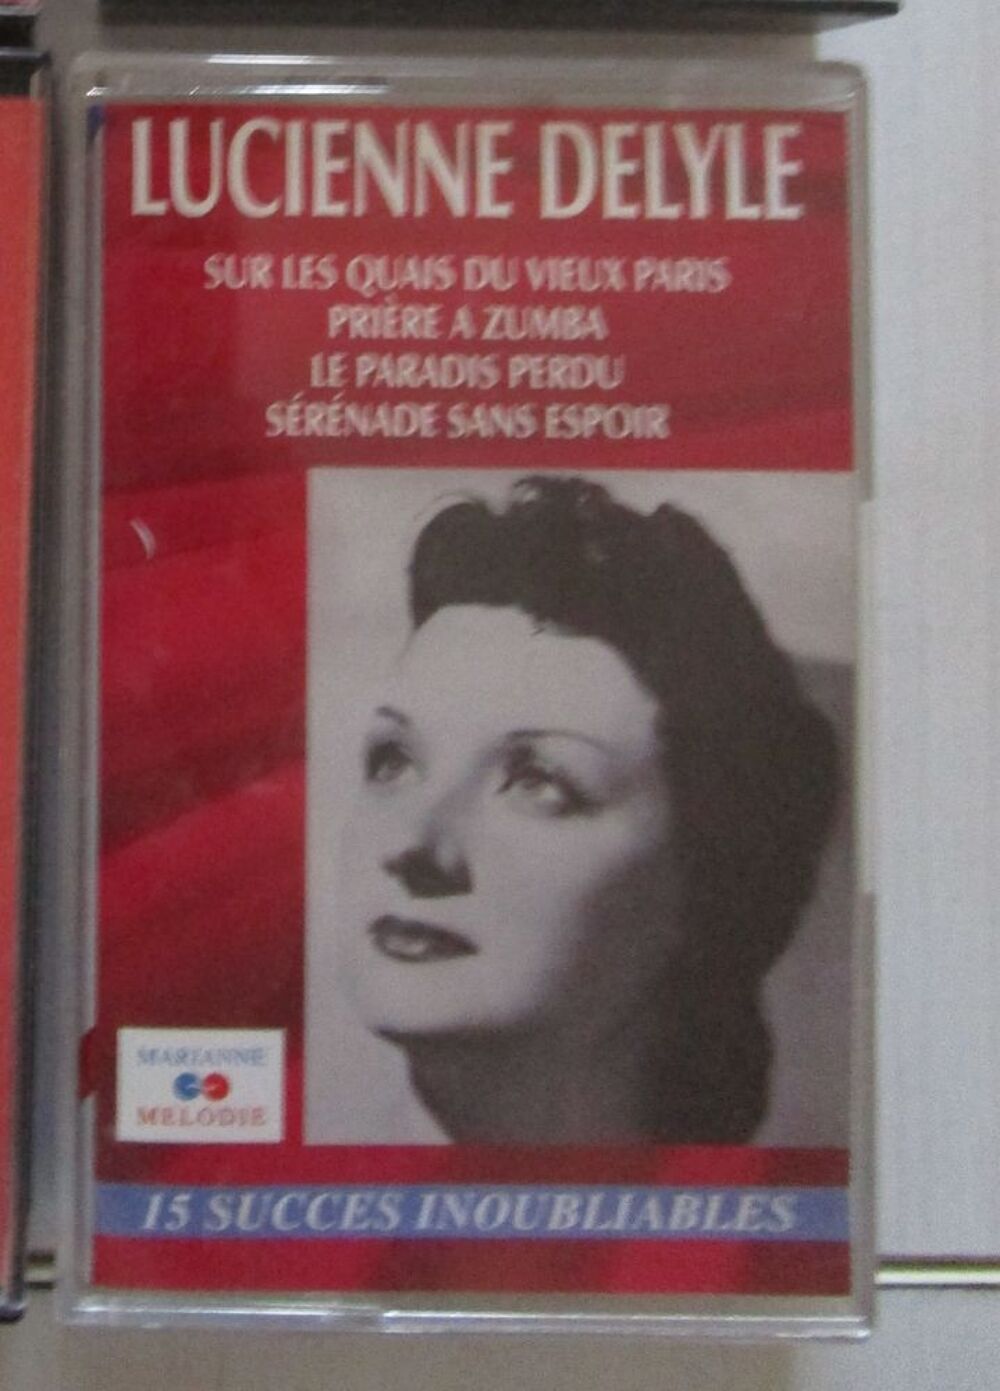 LUCIENNE DELYLE
SUR LES QUAIS DU VIEUX PARIS
PRIÈRE A ZUMBA
LE PARADIS PERDU
SÉRÉNADE SANS ESPOIR
MARIANNE
MELODIE
15 SUCCES INOUBLIABLES